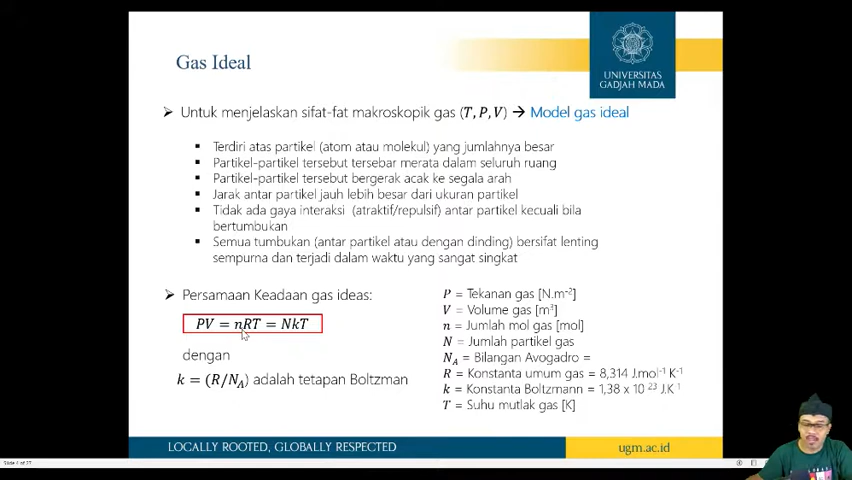 Gas Ideal
UNIVERSITAS
GADJAH MADA
➢ Untuk menjelaskan sifat-fat makroskopik gas (T, P, V) → Model gas ideal
▪ Terdiri atas partikel (atom atau molekul) yang jumlahnya besar
▪ Partikel-partikel tersebut tersebar merata dalam seluruh ruang
▪ Partikel-partikel tersebut bergerak acak ke segala arah
▪ Jarak antar partikel jauh lebih besar dari ukuran partikel
▪ Tidak ada gaya interaksi (atraktif/repulsif) antar partikel kecuali bila
bertumbukan
▪ Semua tumbukan (antar partikel atau dengan dinding) bersifat lenting
sempurna dan terjadi dalam waktu yang sangat singkat
➢ Persamaan Keadaan gas ideas:
PV = nRT = NkT
dengan
k = (R/N_A) adalah tetapan Boltzman
P = Tekanan gas [N.m⁻²]
V = Volume gas [m³]
n = Jumlah mol gas [mol]
N = Jumlah partikel gas
N_A = Bilangan Avogadro =
R = Konstanta umum gas = 8,314 J.mol⁻¹ K⁻¹
k = Konstanta Boltzmann = 1,38 x 10⁻²³ J.K⁻¹
T = Suhu mutlak gas [K]
LOCALLY ROOTED, GLOBALLY RESPECTED
ugm.ac.id